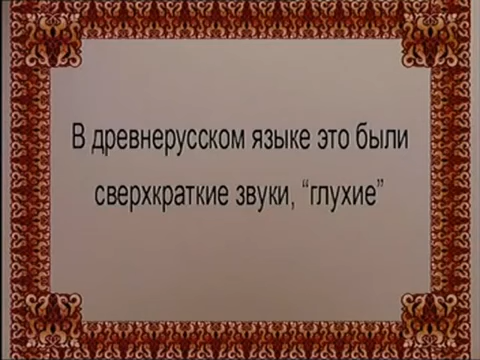 В древнерусском языке это были
сверхкраткие звуки, “глухие”